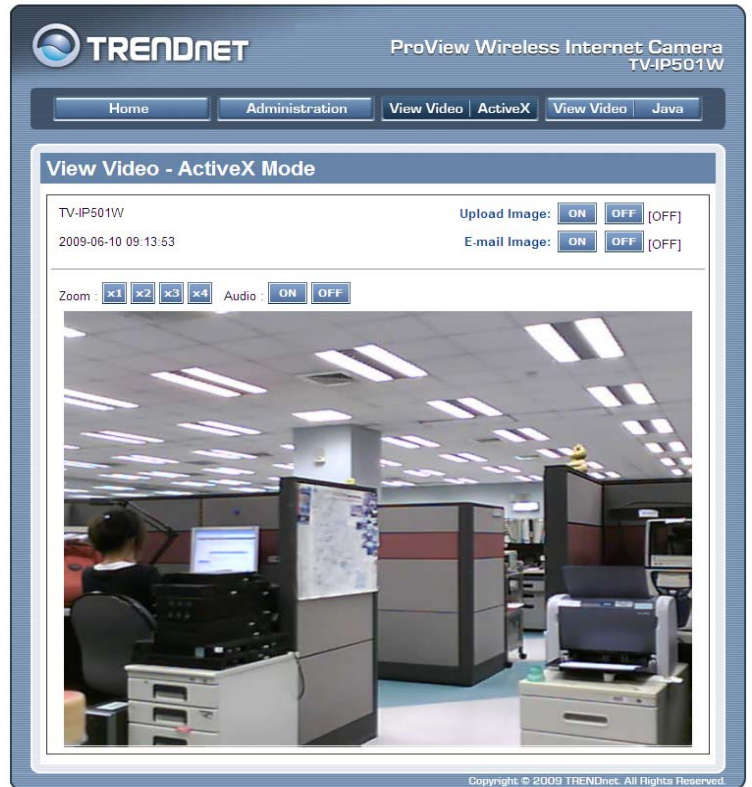 TRENDnet
ProView Wireless Internet Camera
TV-IP501W
Home Administration View Video | ActiveX View Video | Java
View Video - ActiveX Mode
TV-IP501W Upload Image: ON OFF [OFF]
2009-06-10 09:13:53 E-mail Image: ON OFF [OFF]
Zoom : x1 x2 x3 x4 Audio : ON OFF
Copyright © 2009 TRENDnet. All Rights Reserved.